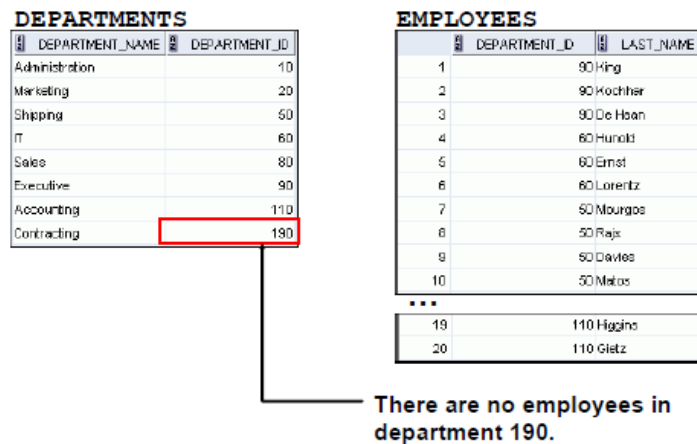 DEPARTMENTS
DEPARTMENT_NAME DEPARTMENT_ID
Administration 10
Marketing 20
Shipping 50
IT 60
Sales 80
Executive 90
Accounting 110
Contracting 190
EMPLOYEES
DEPARTMENT_ID LAST_NAME
1 90 King
2 90 Kochhar
3 90 De Haan
4 60 Hunold
5 60 Ernst
6 60 Lorentz
7 50 Mourgos
8 50 Rajs
9 50 Davies
10 50 Matos
...
19 110 Higgins
20 110 Gietz
There are no employees in
department 190.